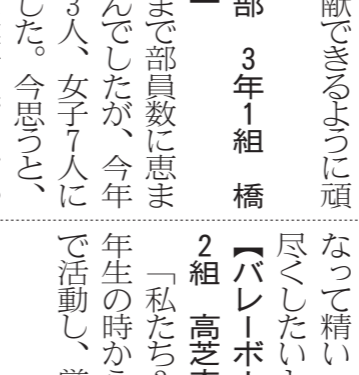 献できるように頑
部　3年1組　橋
まで部員数に恵ま
んでしたが、今年
3人、女子7人に
した。今思うと、
なって精い
尽くしたい
【バレーボ
2組　高芝
「私たち
年生の時から
で活動し、